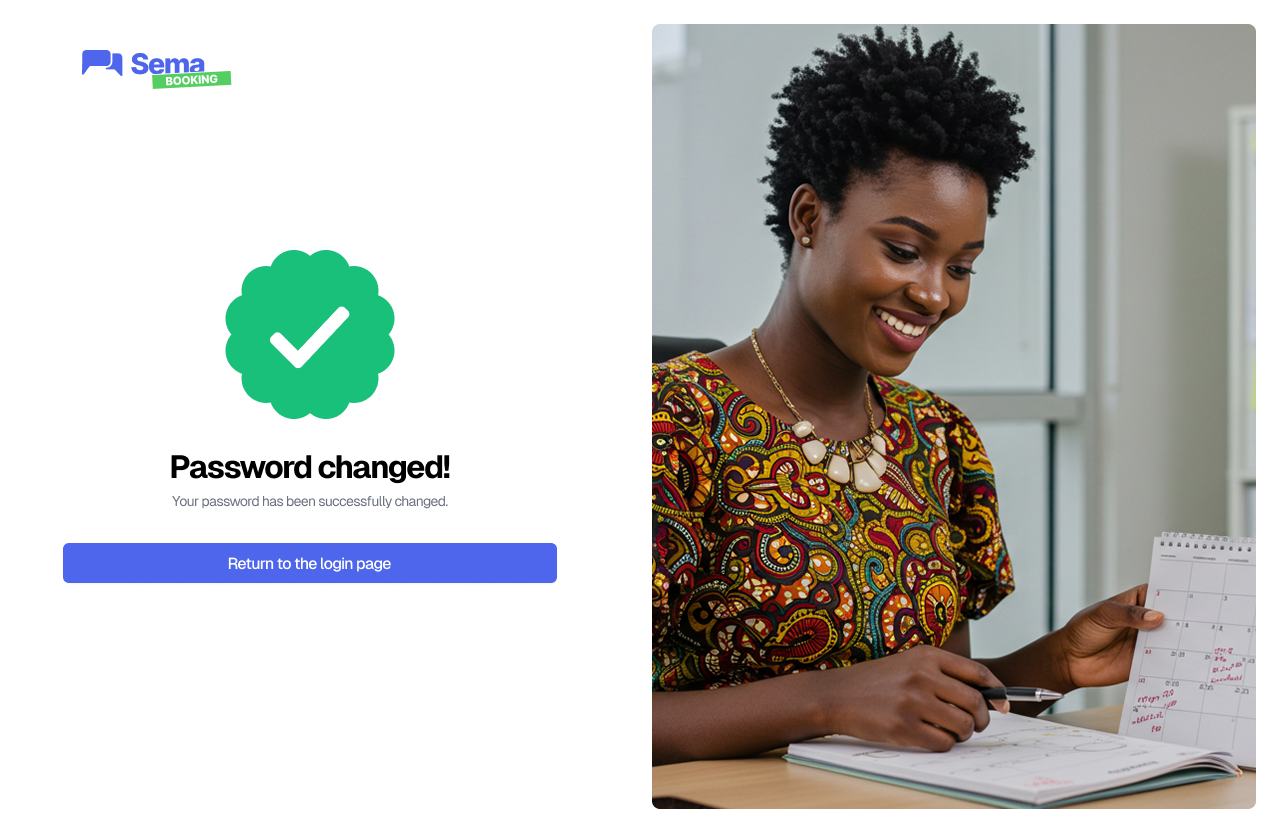 Sema
BOOKING
Password changed!
Your password has been successfully changed.
Return to the login page